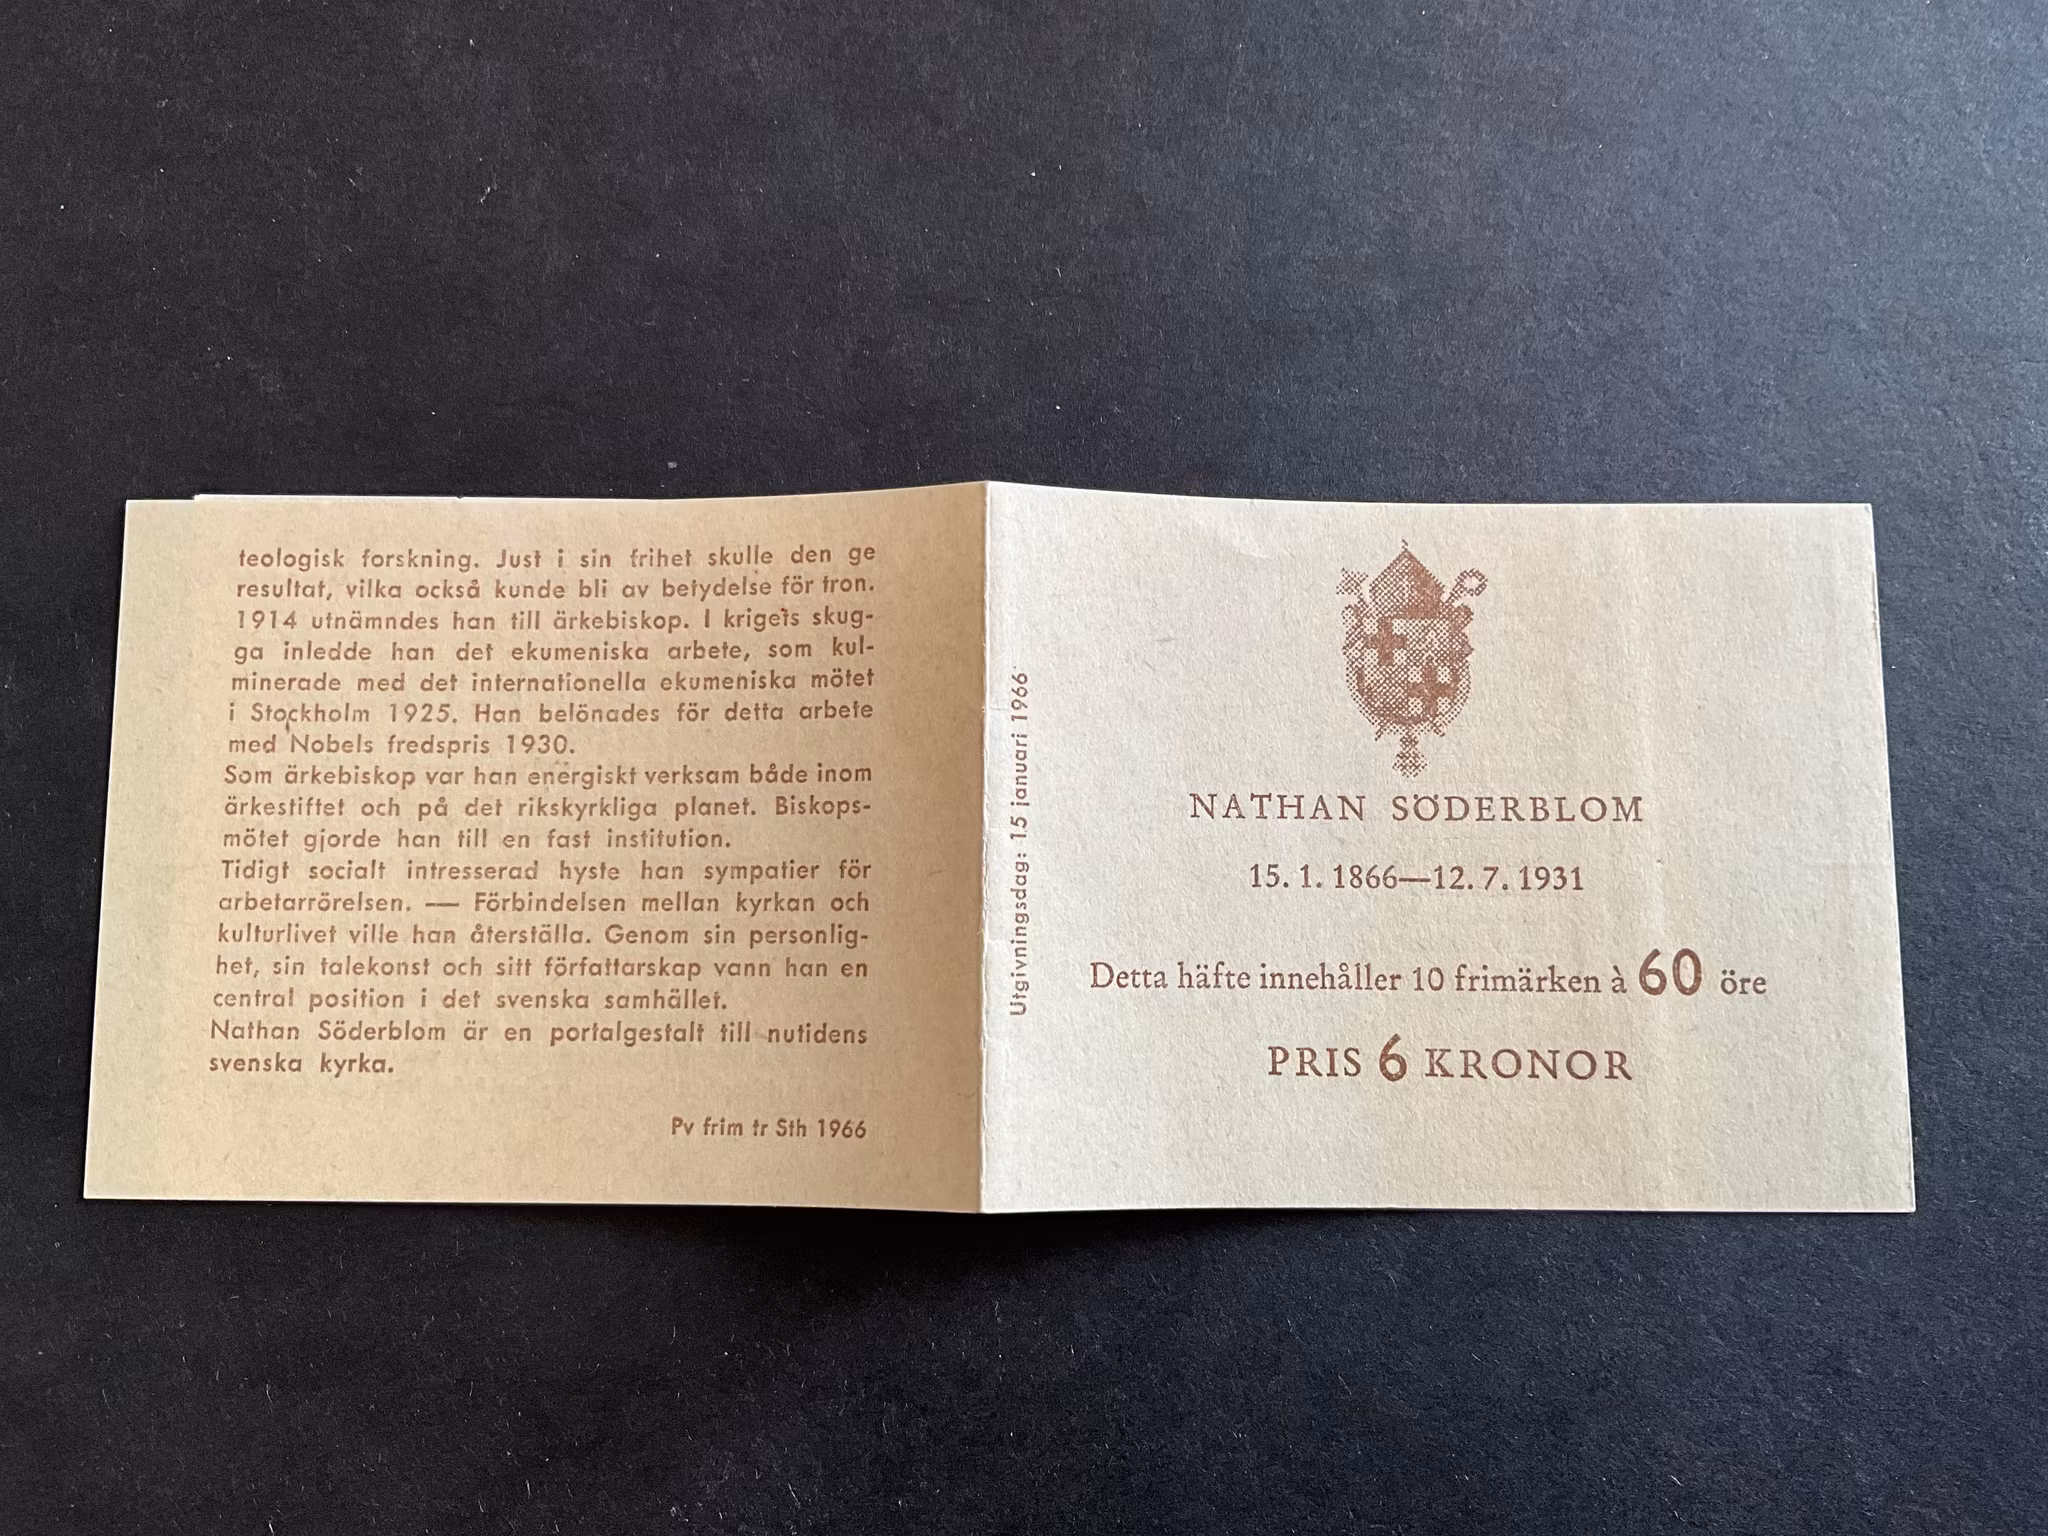 teologisk forskning. Just i sin frihet skulle den ge
resultat, vilka också kunde bli av betydelse för tron.
1914 utnämndes han till ärkebiskop. I krigets skug-
ga inledde han det ekumeniska arbete, som kul-
minerade med det internationella ekumeniska mötet
i Stockholm 1925. Han belönades för detta arbete
med Nobels fredspris 1930.
Som ärkebiskop var han energiskt verksam både inom
ärkestiftet och på det rikskyrkliga planet. Biskops-
mötet gjorde han till en fast institution.
Tidigt socialt intresserad hyste han sympatier för
arbetarrörelsen. — Förbindelsen mellan kyrkan och
kulturlivet ville han återställa. Genom sin personlig-
het, sin talekonst och sitt författarskap vann han en
central position i det svenska samhället.
Nathan Söderblom är en portalgestalt till nutidens
svenska kyrka.
Pv frim tr Sth 1966
Utgivningsdag: 15 januari 1966
NATHAN SÖDERBLOM
15. 1. 1866—12. 7. 1931
Detta häfte innehåller 10 frimärken à 60 öre
PRIS 6 KRONOR